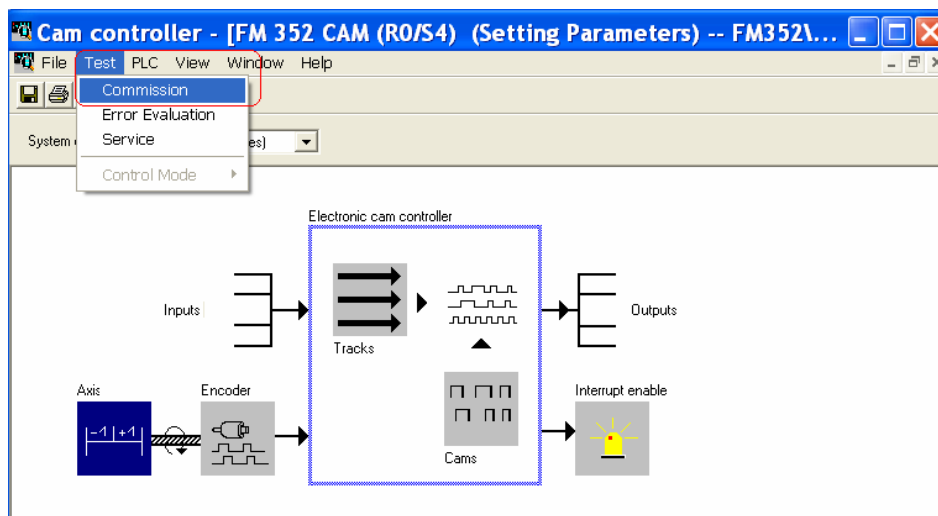 Cam controller - [FM 352 CAM (R0/S4) (Setting Parameters) -- FM352\...
File Test PLC View Window Help
Commission
Error Evaluation
Service
Control Mode
System
es)
Electronic cam controller
Inputs
Tracks
Outputs
Axis
Encoder
Interrupt enable
-1 +1
Cams